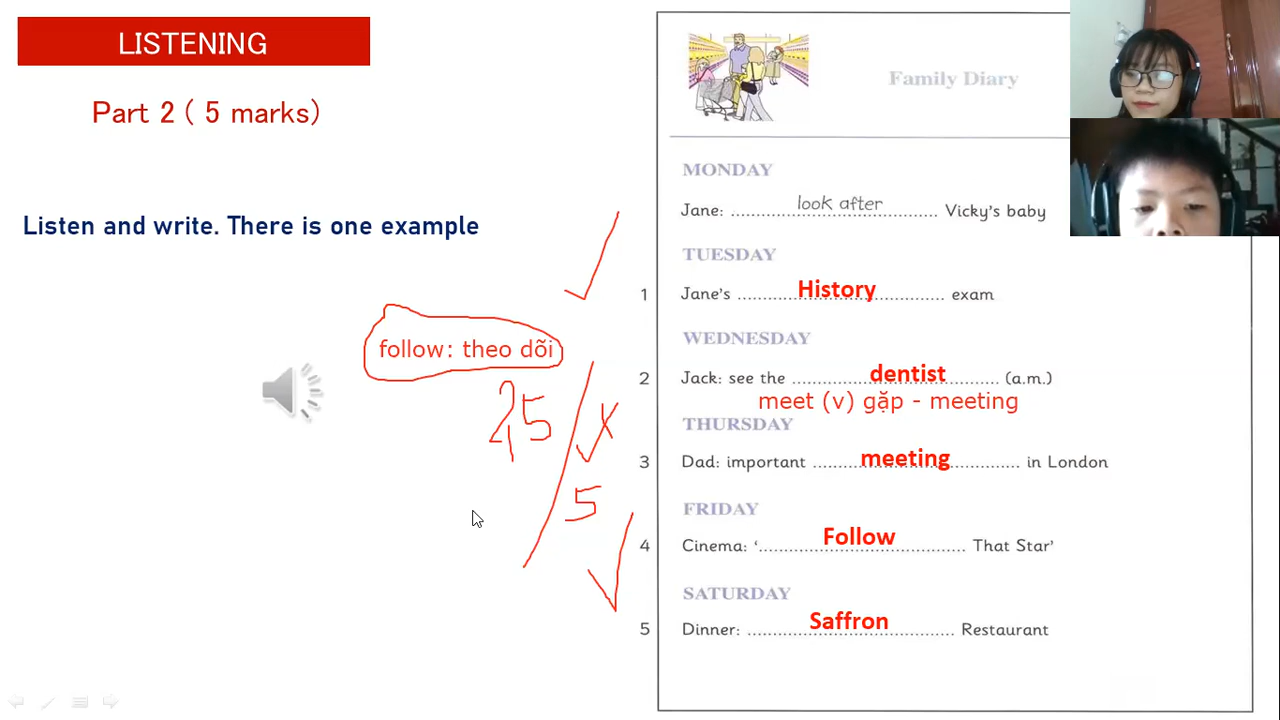 LISTENING
Part 2 ( 5 marks)
Listen and write. There is one example
follow: theo dõi
25
5
Family Diary
MONDAY
Jane: ........look after........ Vicky's baby
TUESDAY
1 Jane's ........History........ exam
WEDNESDAY
2 Jack: see the ........dentist........ (a.m.)
meet (v) gặp - meeting
THURSDAY
3 Dad: important ........meeting........ in London
FRIDAY
4 Cinema: '........Follow........ That Star'
SATURDAY
5 Dinner: ........Saffron........ Restaurant